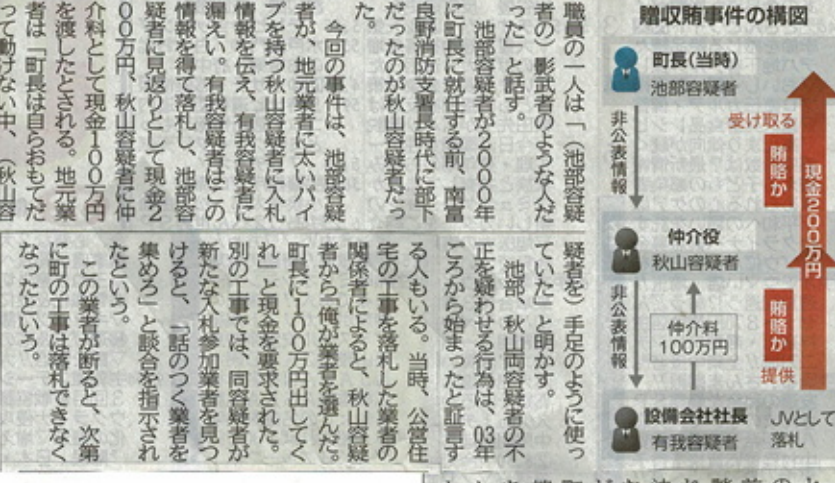 職員の一人は「(池部容疑
者の)影武者のような人だ
った」と話す。
池部容疑者が2000年
に町長に就任する前、南富
良野消防支署長時代に部下
だったのが秋山容疑者だっ
た。
今回の事件は、池部容疑
者が、地元業者に太いパイ
プを持つ秋山容疑者に入札
情報を伝え、有我容疑者に
漏えい。有我容疑者はこの
情報を得て落札し、池部容
疑者に見返りとして現金2
00万円、秋山容疑者に仲
介料として現金100万円
を渡したとされる。地元業
者は「町長は自らおもてだ
って動けない中、(秋山容
疑者を)手足のように使っ
ていた」と明かす。
池部、秋山両容疑者の不
正を疑わせる行為は、03年
ごろから始まったと証言す
る人もいる。当時、公営住
宅の工事を落札した業者の
関係者によると、秋山容疑
者から「俺が業者を選んだ。
町長に100万円出してく
れ」と現金を要求された。
別の工事では、同容疑者が
新たな入札参加業者を見つ
けると、「話のつく業者を
集めろ」と談合を指示され
たという。
この業者が断ると、次第
に町の工事は落札できなく
なったという。
贈収賄事件の構図
町長(当時)
池部容疑者
非公表情報
受け取る
賄賂か
現金200万円
仲介役
秋山容疑者
非公表情報
仲介料
100万円
賄賂か
提供
設備会社社長
有我容疑者
JVとして
落札